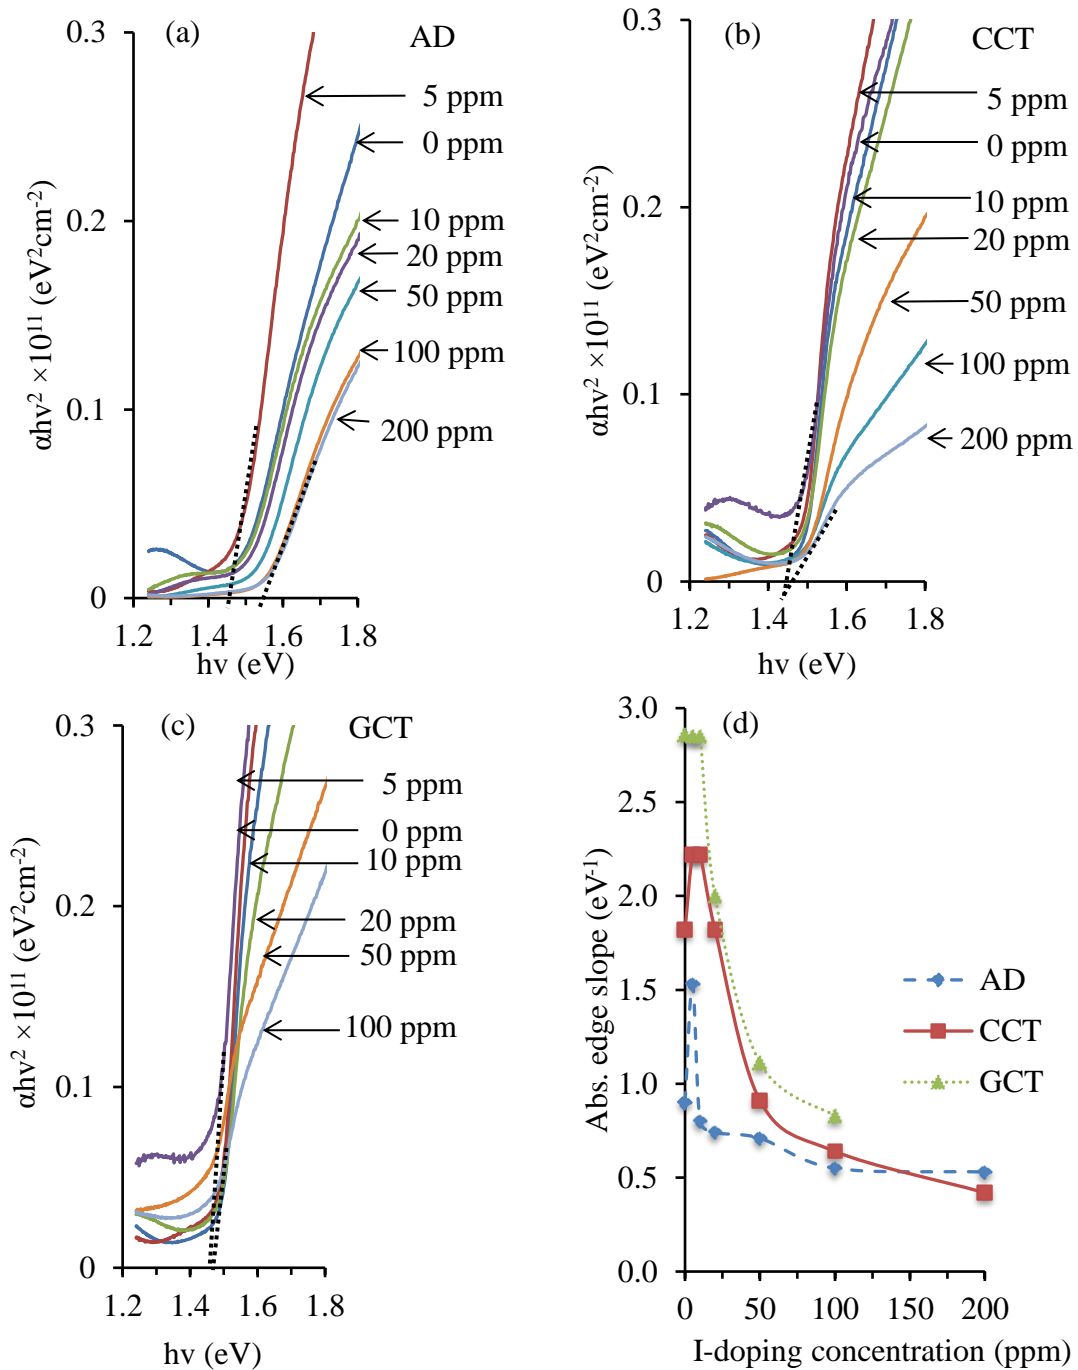 (a) AD
0.3
0.2
0.1
0
αhν² ×10¹¹ (eV²cm⁻²)
5 ppm
0 ppm
10 ppm
20 ppm
50 ppm
100 ppm
200 ppm
1.2 1.4 1.6 1.8
hν (eV)
(b) CCT
0.3
0.2
0.1
0
αhν² ×10¹¹ (eV²cm⁻²)
5 ppm
0 ppm
10 ppm
20 ppm
50 ppm
100 ppm
200 ppm
1.2 1.4 1.6 1.8
hν (eV)
(c) GCT
0.3
0.2
0.1
0
αhν² ×10¹¹ (eV²cm⁻²)
5 ppm
0 ppm
10 ppm
20 ppm
50 ppm
100 ppm
1.2 1.4 1.6 1.8
hν (eV)
(d)
3.0
2.5
2.0
1.5
1.0
0.5
0.0
Abs. edge slope (eV⁻¹)
AD
CCT
GCT
0 50 100 150 200
I-doping concentration (ppm)